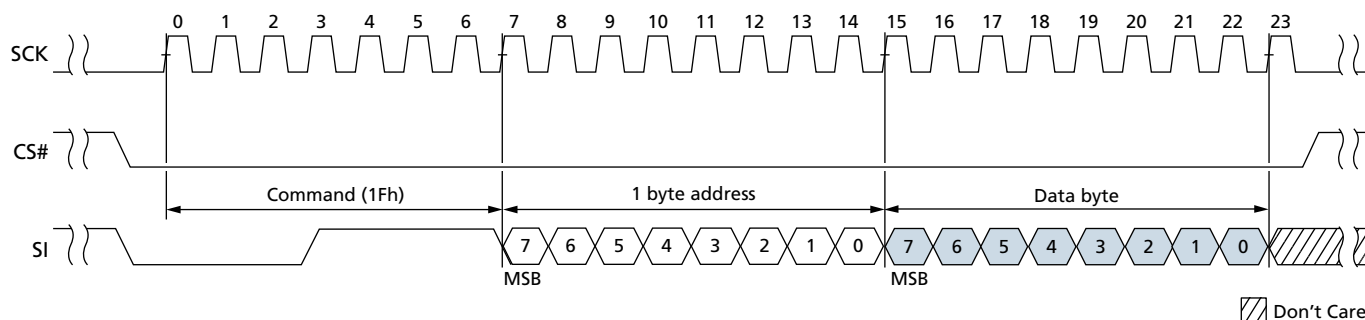 0 1 2 3 4 5 6 7 8 9 10 11 12 13 14 15 16 17 18 19 20 21 22 23
SCK
CS#
Command (1Fh) 1 byte address Data byte
SI 7 6 5 4 3 2 1 0 7 6 5 4 3 2 1 0
MSB MSB
Don't Care